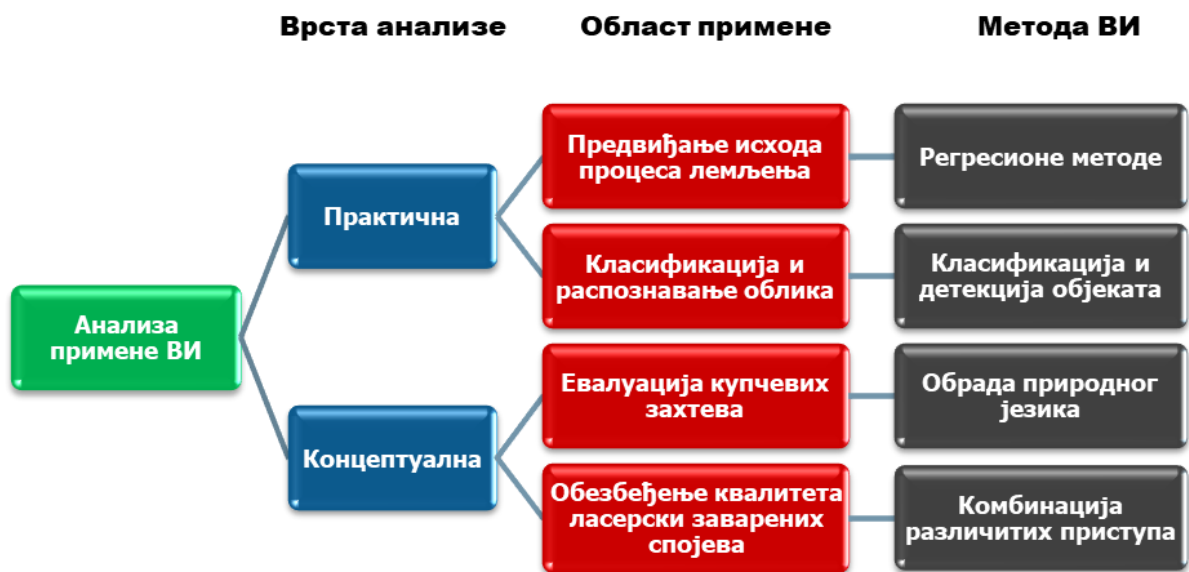 Врста анализе
Област примене
Метода ВИ
Анализа
примене ВИ
Практична
Концептуална
Предвиђање исхода
процеса лемљења
Регресионе методе
Класификација и
распознавање облика
Класификација и
детекција објеката
Евалуација купчевих
захтева
Обрада природног
језика
Обезбеђење квалитета
ласерски заварених
спојева
Комбинација
различитих приступа